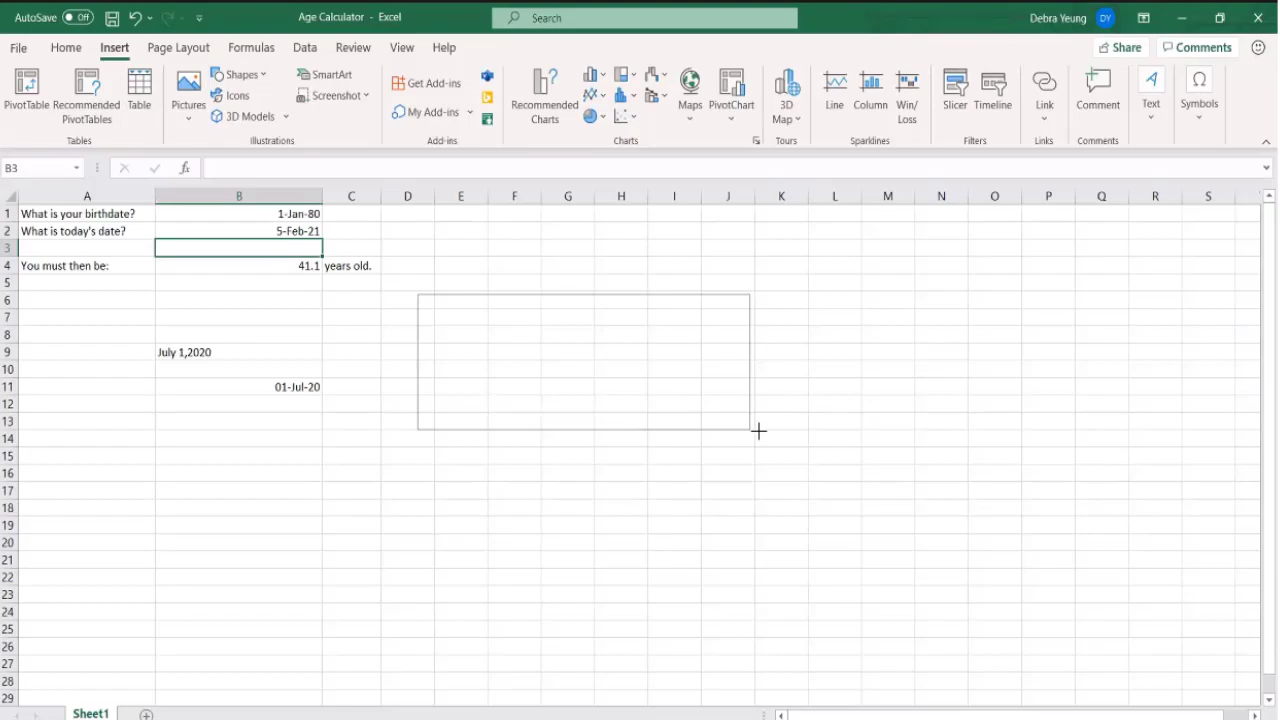 AutoSave Off
Age Calculator - Excel
Search
Debra Yeung DY
File Home Insert Page Layout Formulas Data Review View Help
Share Comments
PivotTable
Recommended
PivotTables
Table
Tables
Pictures
Shapes
Icons
3D Models
SmartArt
Screenshot
Illustrations
Get Add-ins
My Add-ins
Add-ins
Recommended
Charts
Maps
PivotChart
Charts
3D
Map
Tours
Line
Column
Win/
Loss
Sparklines
Slicer
Timeline
Filters
Link
Links
Comment
Comments
Text
A
Symbols
Ω
B3
fx
A B C D E F G H I J K L M N O P Q R S
1 What is your birthdate? 1-Jan-80
2 What is today's date? 5-Feb-21
3
4 You must then be: 41.1 years old.
5
6
7
8
9 July 1,2020
10
11 01-Jul-20
12
13
14
15
16
17
18
19
20
21
22
23
24
25
26
27
28
29
Sheet1